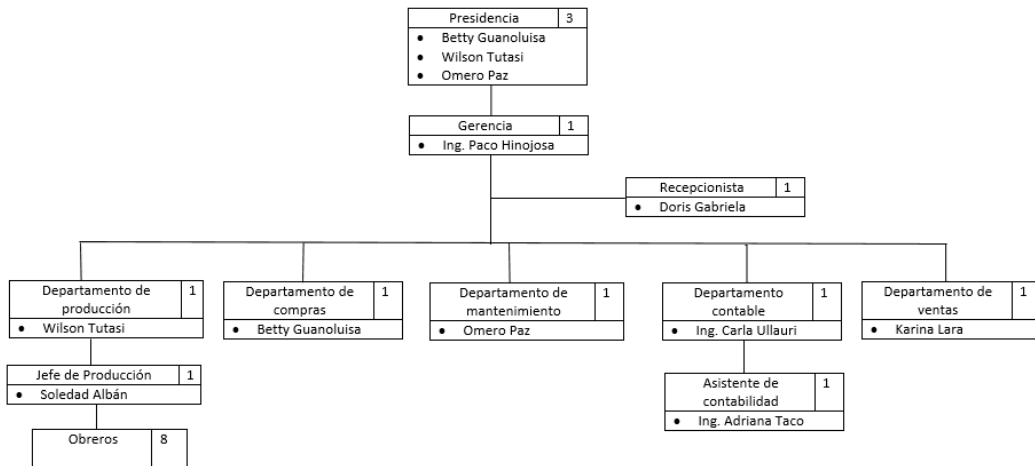 Presidencia 3
● Betty Guanoluisa
● Wilson Tutasi
● Omero Paz
Gerencia 1
● Ing. Paco Hinojosa
Recepcionista 1
● Doris Gabriela
Departamento de 1
producción
● Wilson Tutasi
Departamento de 1
compras
● Betty Guanoluisa
Departamento de 1
mantenimiento
● Omero Paz
Departamento 1
contable
● Ing. Carla Ullauri
Departamento de 1
ventas
● Karina Lara
Jefe de Producción 1
● Soledad Albán
Asistente de 1
contabilidad
● Ing. Adriana Taco
Obreros 8